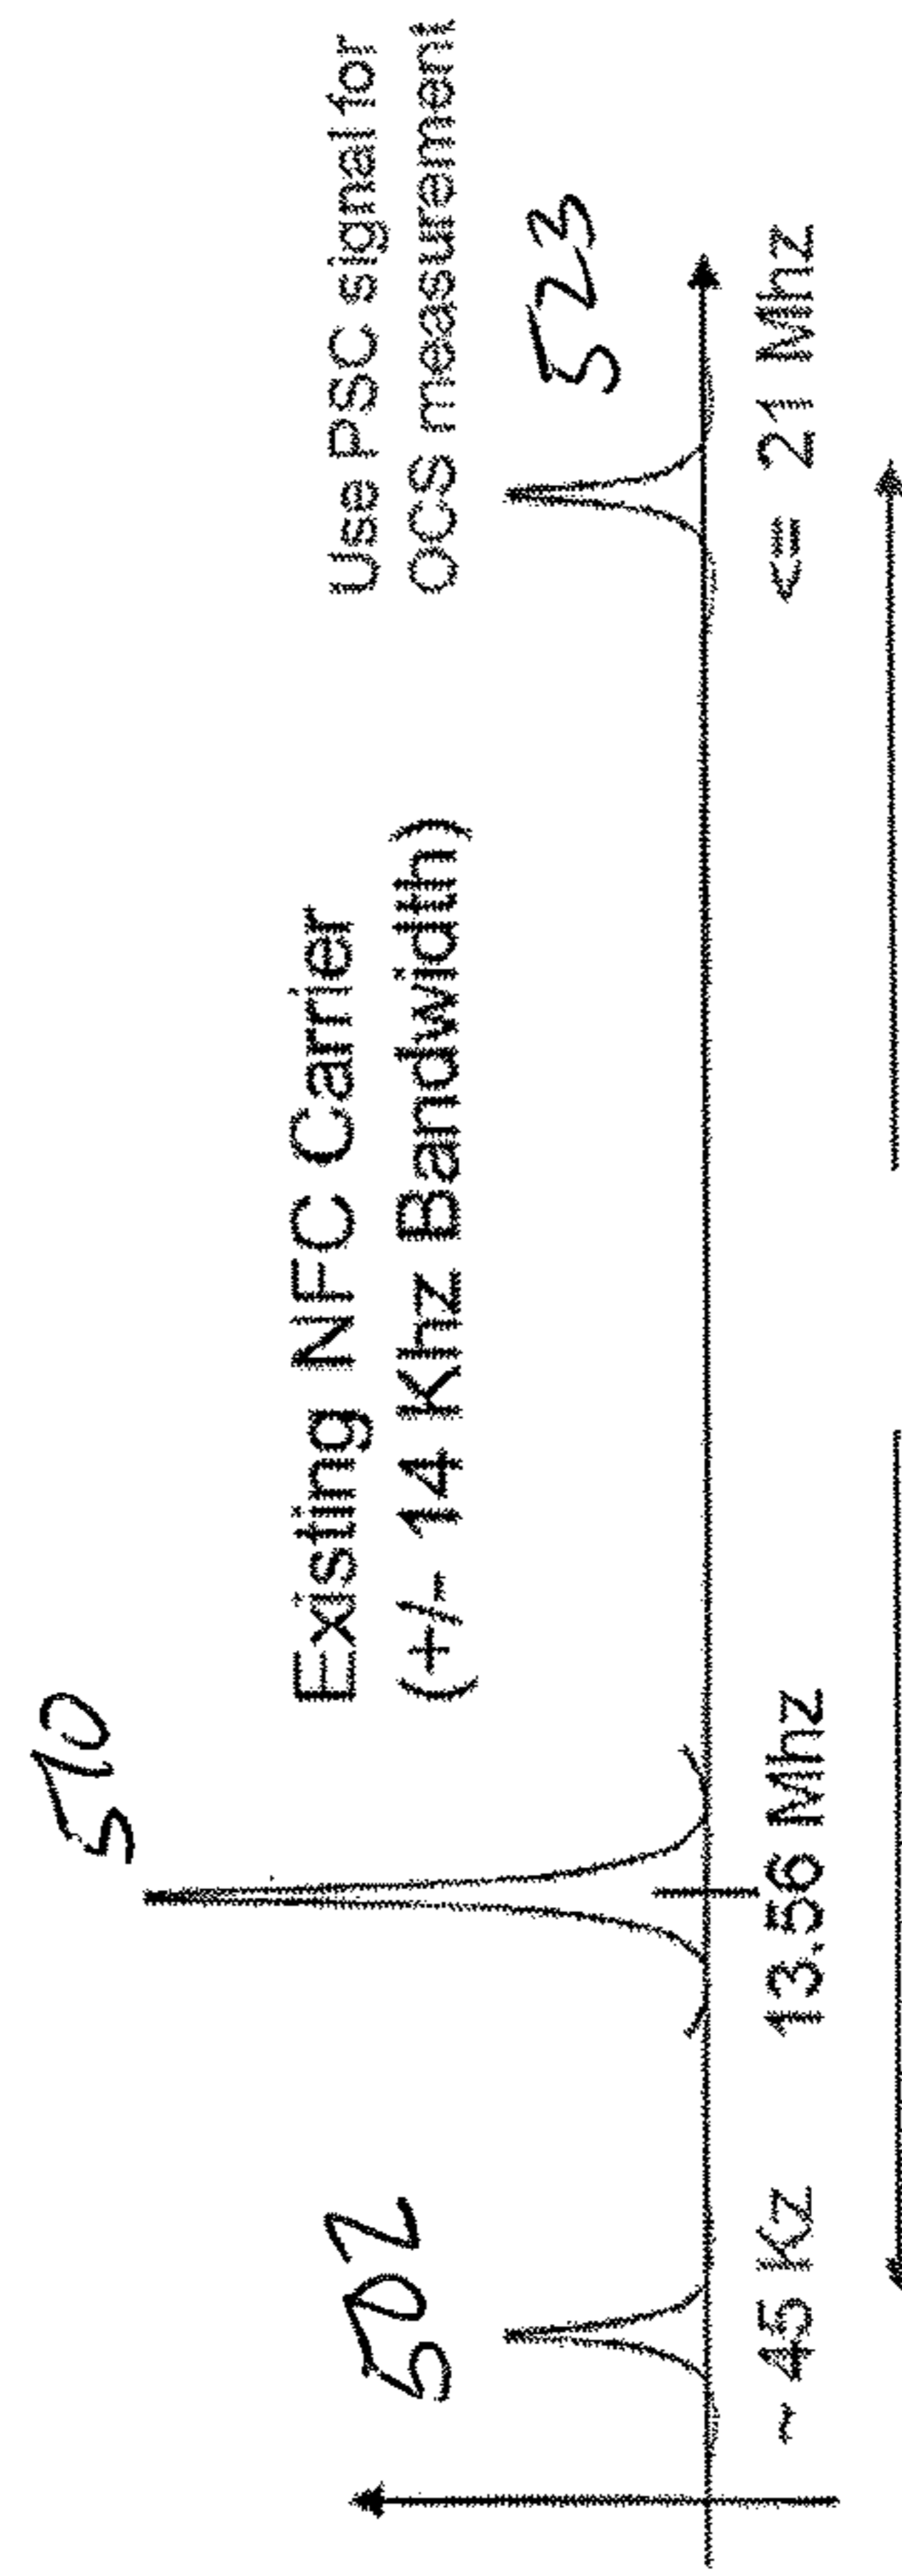 510
Existing NFC Carrier
(+/- 14 Khz Bandwidth)
Use PSC signal for
OCS measurement
502
523
~ 45 Kz
13.56 Mhz
<= 21 Mhz